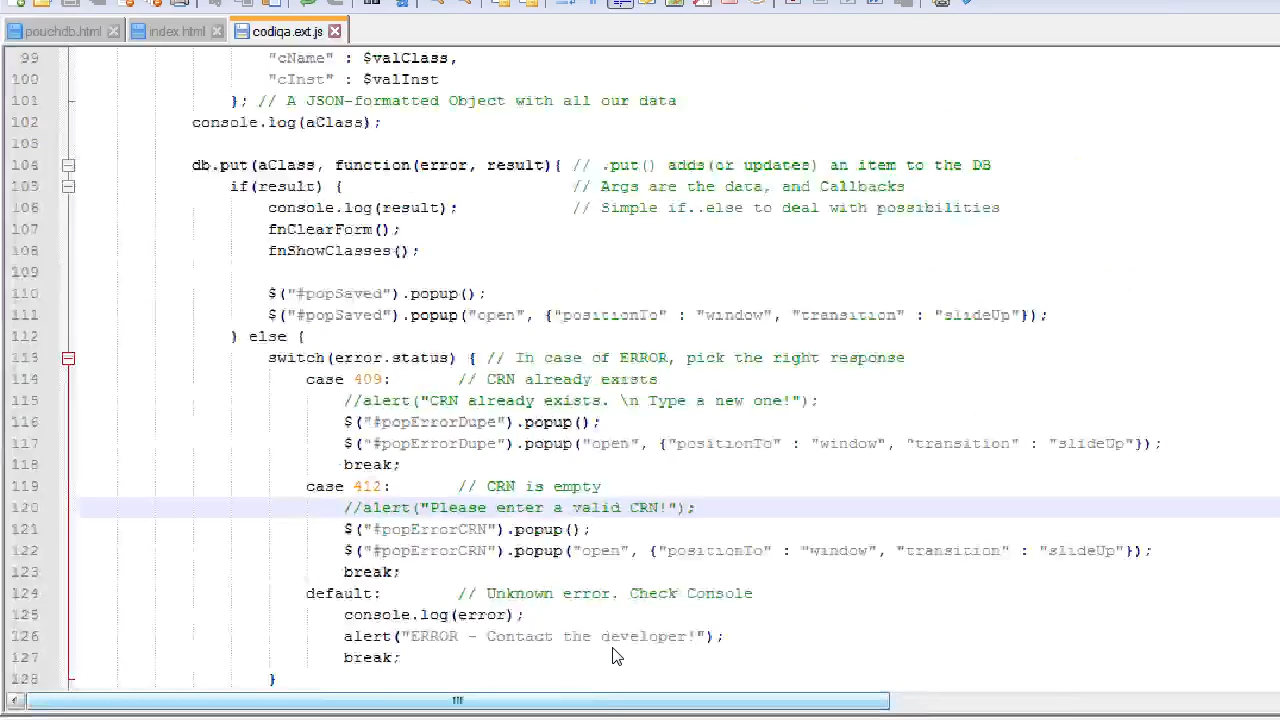 pouchdb.html index.html codiqa.ext.js
99 "cName" : $valClass,
100 "cInst" : $valInst
101 }; // A JSON-formatted Object with all our data
102 console.log(aClass);
103
104 db.put(aClass, function(error, result){ // .put() adds(or updates) an item to the DB
105 if(result) { // Args are the data, and Callbacks
106 console.log(result); // Simple if..else to deal with possibilities
107 fnClearForm();
108 fnShowClasses();
109
110 $("#popSaved").popup();
111 $("#popSaved").popup("open", {"positionTo" : "window", "transition" : "slideUp"});
112 } else {
113 switch(error.status) { // In case of ERROR, pick the right response
114 case 409: // CRN already exists
115 //alert("CRN already exists. \n Type a new one!");
116 $("#popErrorDupe").popup();
117 $("#popErrorDupe").popup("open", {"positionTo" : "window", "transition" : "slideUp"});
118 break;
119 case 412: // CRN is empty
120 //alert("Please enter a valid CRN!");
121 $("#popErrorCRN").popup();
122 $("#popErrorCRN").popup("open", {"positionTo" : "window", "transition" : "slideUp"});
123 break;
124 default: // Unknown error. Check Console
125 console.log(error);
126 alert("ERROR - Contact the developer!");
127 break;
128 }